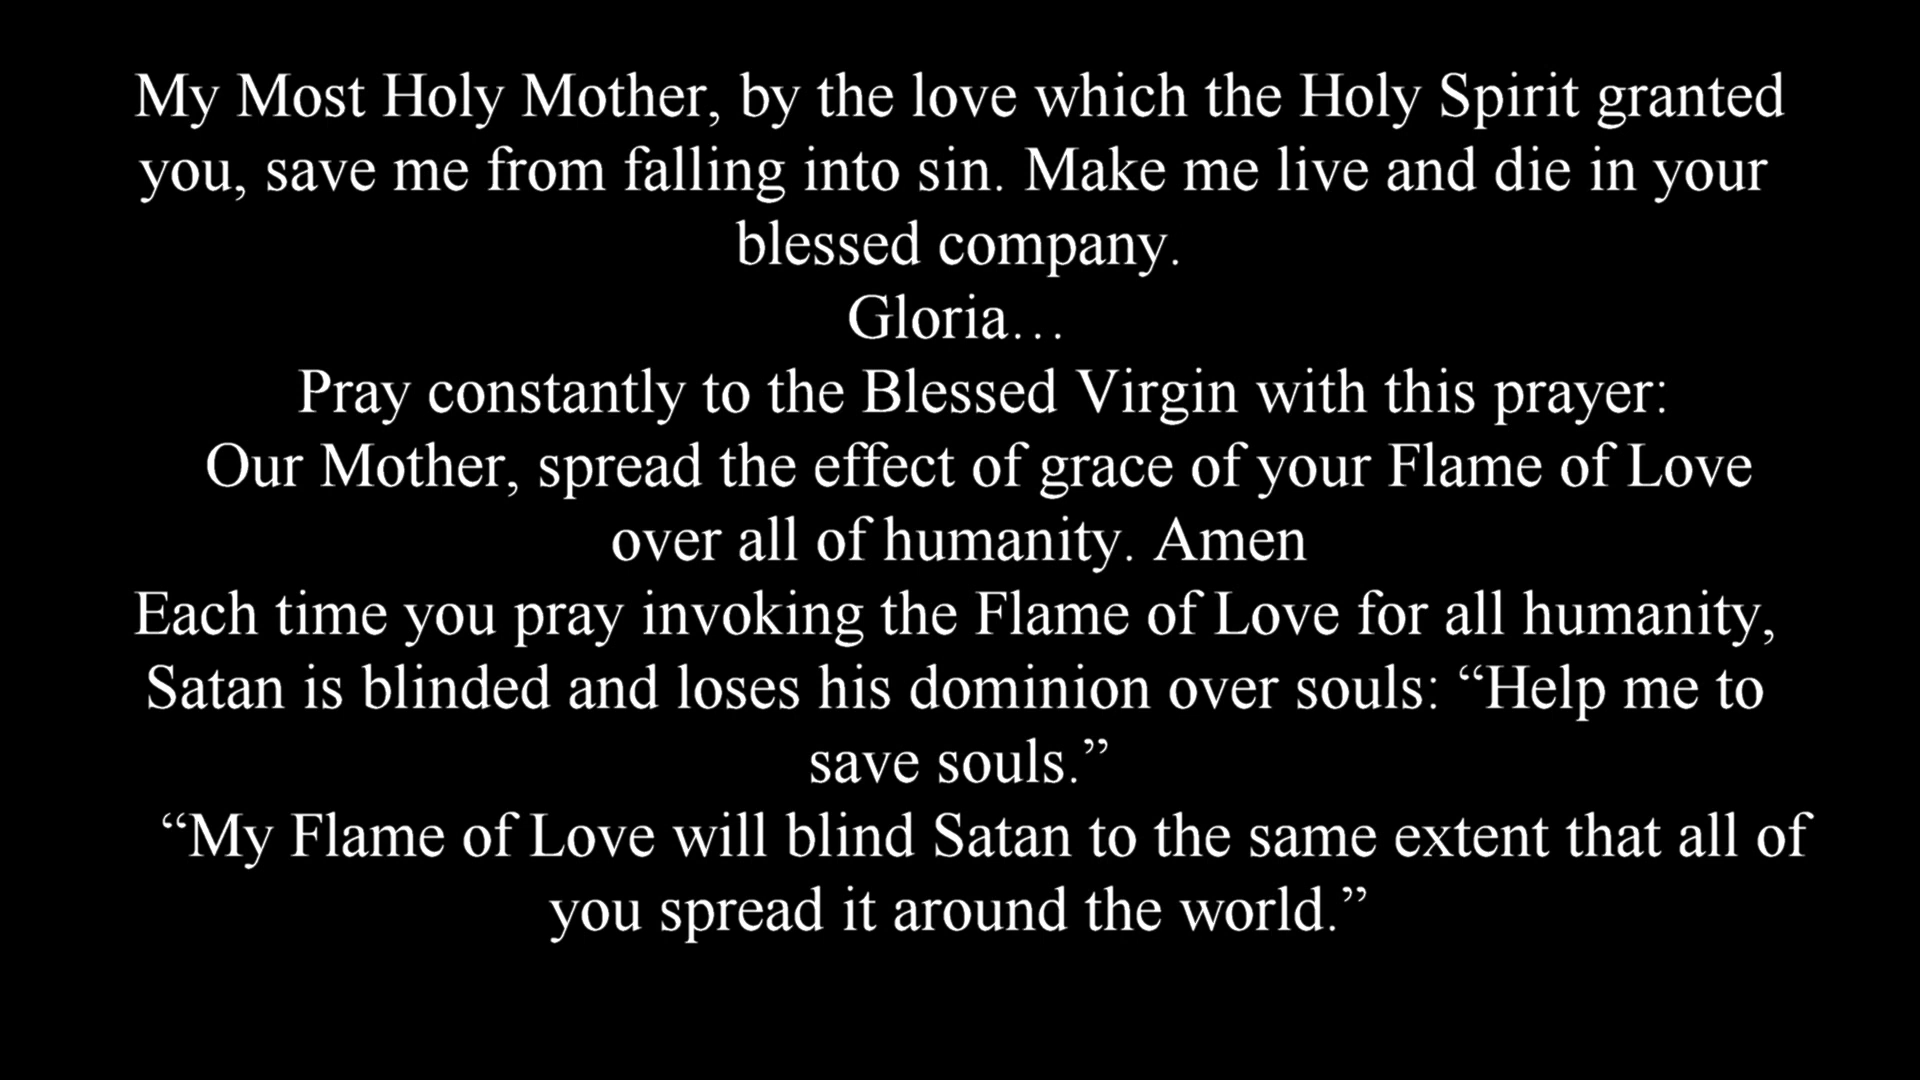 My Most Holy Mother, by the love which the Holy Spirit granted
you, save me from falling into sin. Make me live and die in your
blessed company.
Gloria…
Pray constantly to the Blessed Virgin with this prayer:
Our Mother, spread the effect of grace of your Flame of Love
over all of humanity. Amen
Each time you pray invoking the Flame of Love for all humanity,
Satan is blinded and loses his dominion over souls: “Help me to
save souls.”
“My Flame of Love will blind Satan to the same extent that all of
you spread it around the world.”